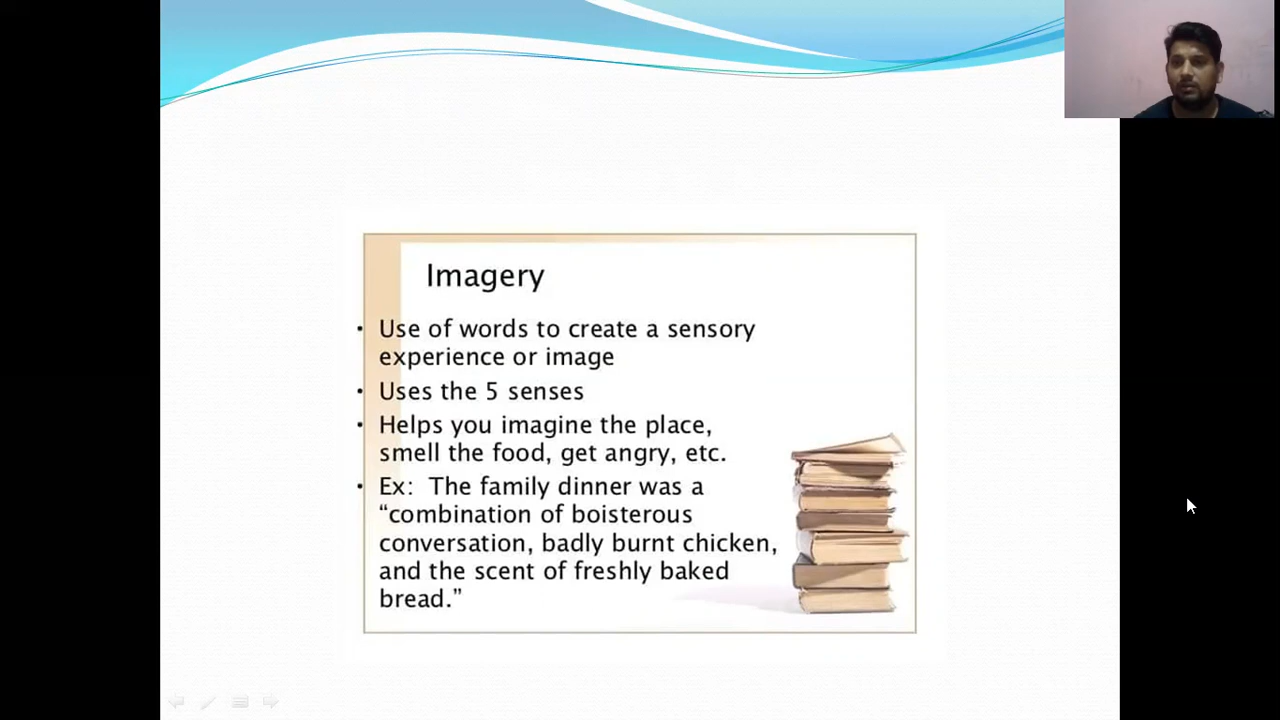 Imagery
• Use of words to create a sensory
experience or image
• Uses the 5 senses
• Helps you imagine the place,
smell the food, get angry, etc.
• Ex:  The family dinner was a
“combination of boisterous
conversation, badly burnt chicken,
and the scent of freshly baked
bread.”